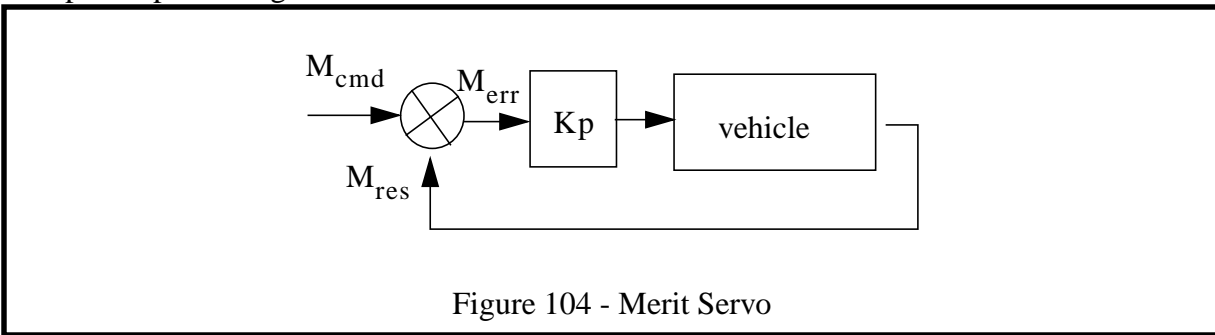 M_cmd
M_err
Kp
vehicle
M_res
Figure 104 - Merit Servo